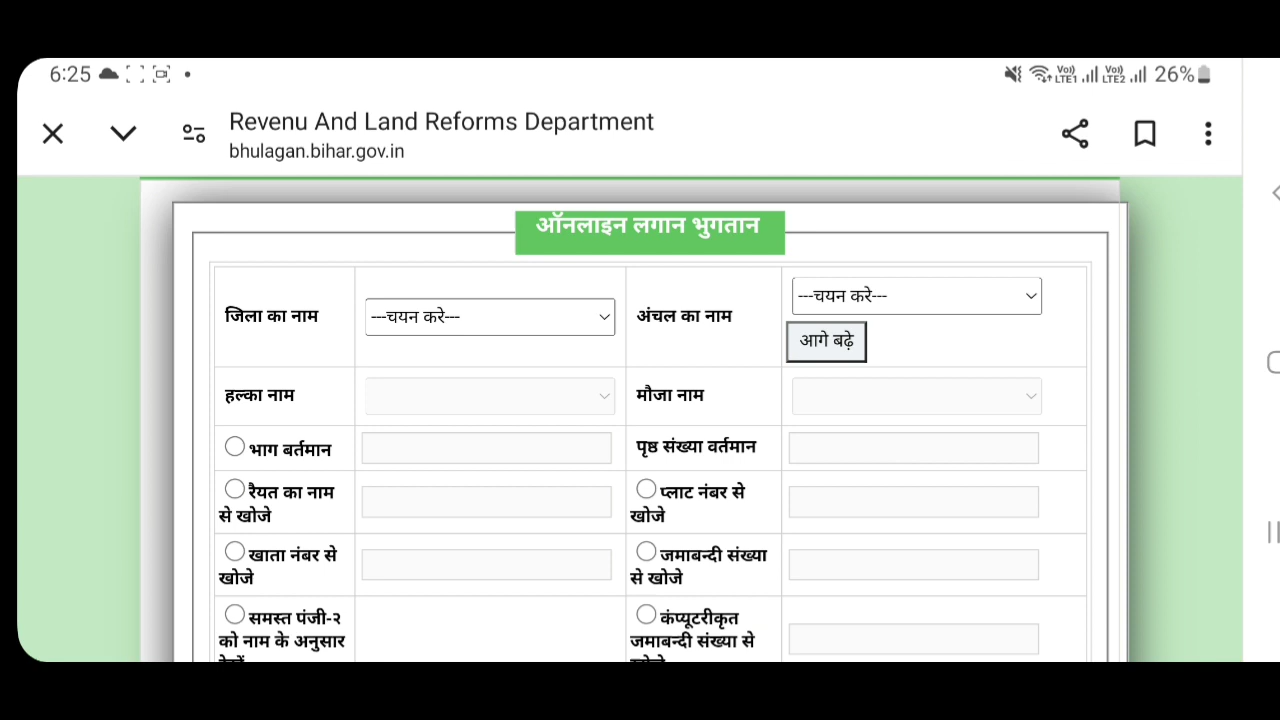 6:25 26%
Revenu And Land Reforms Department
bhulagan.bihar.gov.in
ऑनलाइन लगान भुगतान
जिला का नाम ---चयन करे--- अंचल का नाम ---चयन करे---
आगे बढ़े
हल्का नाम मौजा नाम
भाग बर्तमान पृष्ठ संख्या वर्तमान
रैयत का नाम प्लाट नंबर से
से खोजे खोजे
खाता नंबर से जमाबन्दी संख्या
खोजे से खोजे
समस्त पंजी-२ कंप्यूटरीकृत
को नाम के अनुसार जमाबन्दी संख्या से